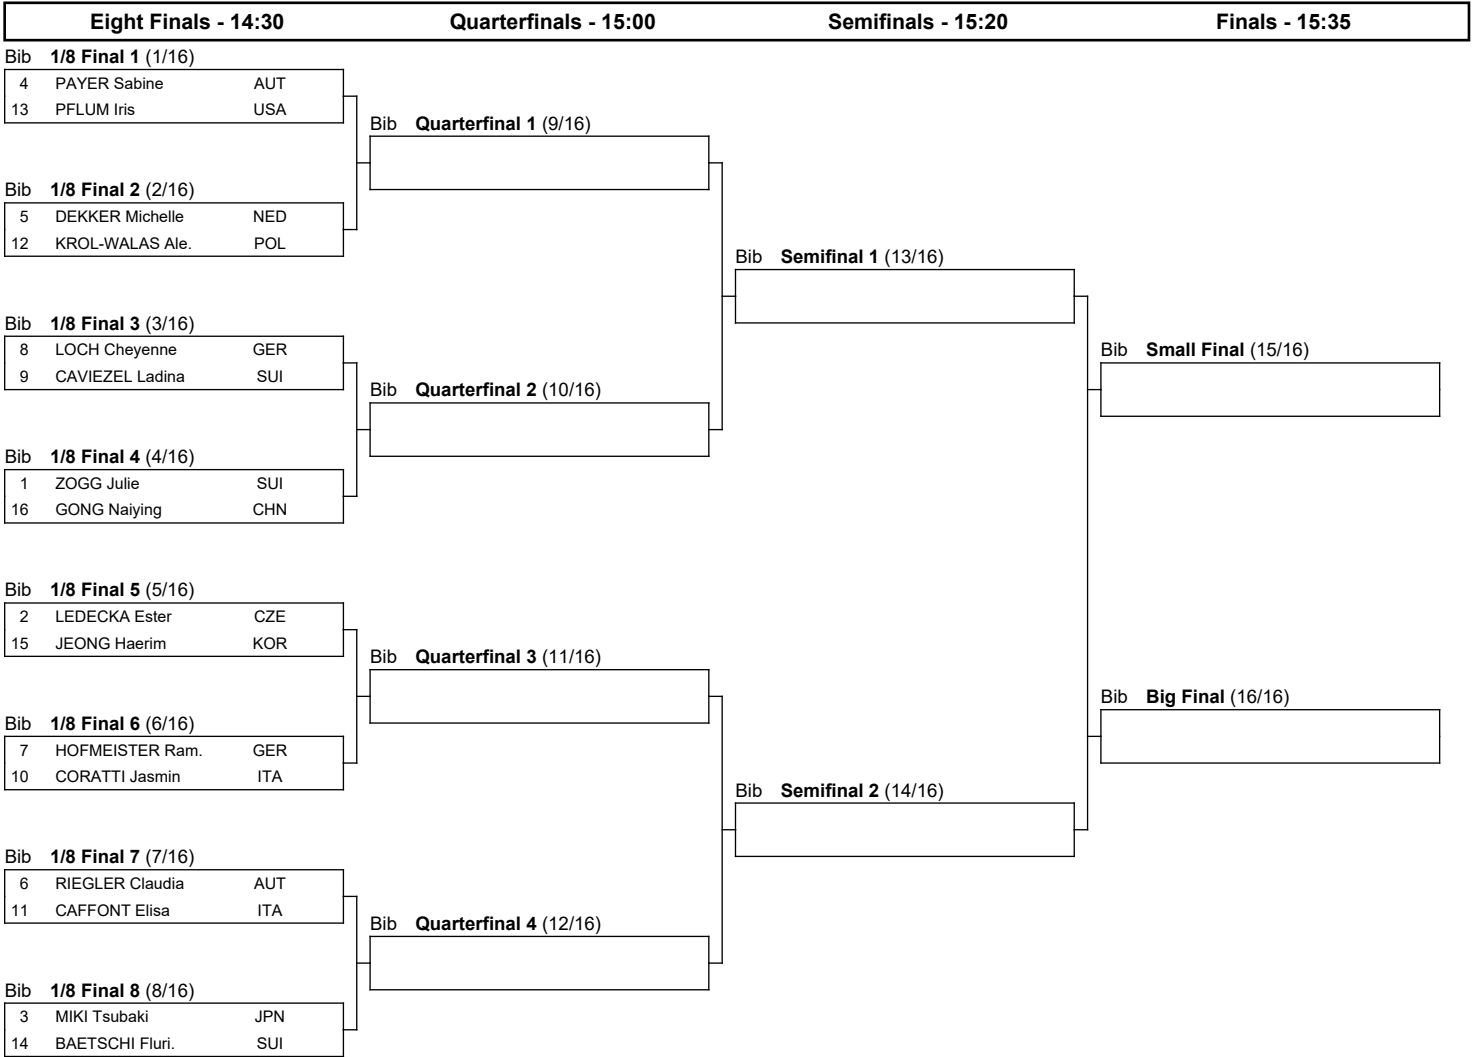 Eight Finals - 14:30 Quarterfinals - 15:00 Semifinals - 15:20 Finals - 15:35
Bib 1/8 Final 1 (1/16)
4 PAYER Sabine AUT
13 PFLUM Iris USA
Bib Quarterfinal 1 (9/16)
Bib 1/8 Final 2 (2/16)
5 DEKKER Michelle NED
12 KROL-WALAS Ale. POL
Bib Semifinal 1 (13/16)
Bib 1/8 Final 3 (3/16)
8 LOCH Cheyenne GER
9 CAVIEZEL Ladina SUI
Bib Small Final (15/16)
Bib Quarterfinal 2 (10/16)
Bib 1/8 Final 4 (4/16)
1 ZOGG Julie SUI
16 GONG Naiying CHN
Bib 1/8 Final 5 (5/16)
2 LEDECKA Ester CZE
15 JEONG Haerim KOR
Bib Quarterfinal 3 (11/16)
Bib Big Final (16/16)
Bib 1/8 Final 6 (6/16)
7 HOFMEISTER Ram. GER
10 CORATTI Jasmin ITA
Bib Semifinal 2 (14/16)
Bib 1/8 Final 7 (7/16)
6 RIEGLER Claudia AUT
11 CAFFONT Elisa ITA
Bib Quarterfinal 4 (12/16)
Bib 1/8 Final 8 (8/16)
3 MIKI Tsubaki JPN
14 BAETSCHI Fluri. SUI